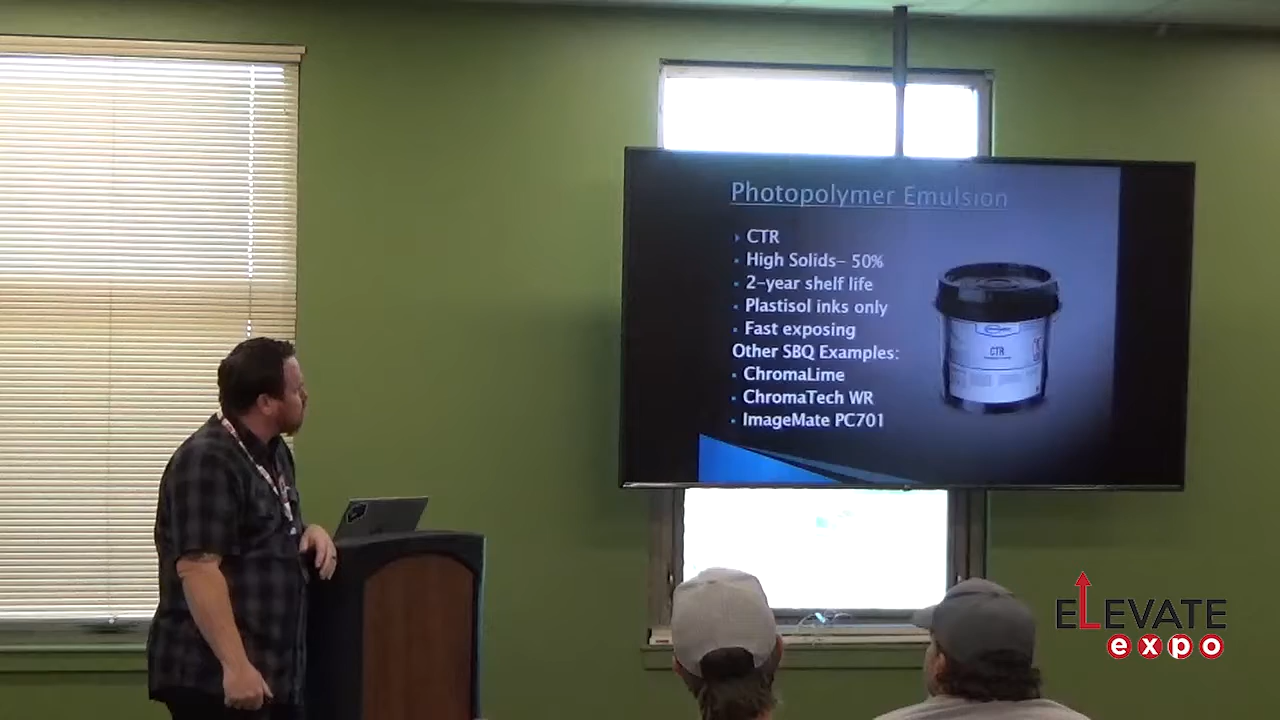 Photopolymer Emulsion
CTR
High Solids- 50%
2-year shelf life
Plastisol inks only
Fast exposing
Other SBQ Examples:
ChromaLime
ChromaTech WR
ImageMate PC701
CTR
ELEVATE
expo